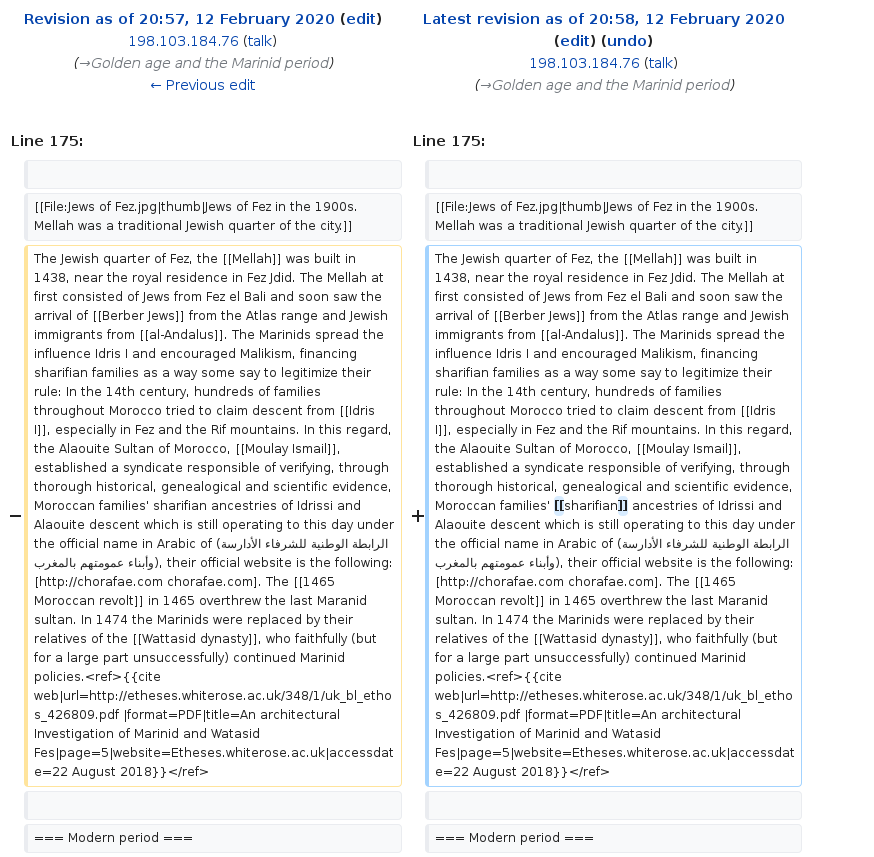 Revision as of 20:57, 12 February 2020 (edit)
198.103.184.76 (talk)
(→Golden age and the Marinid period)
← Previous edit
Latest revision as of 20:58, 12 February 2020
(edit) (undo)
198.103.184.76 (talk)
(→Golden age and the Marinid period)
Line 175:
Line 175:
[[File:Jews of Fez.jpg|thumb|Jews of Fez in the 1900s.
Mellah was a traditional Jewish quarter of the city.]]
[[File:Jews of Fez.jpg|thumb|Jews of Fez in the 1900s.
Mellah was a traditional Jewish quarter of the city.]]
−
The Jewish quarter of Fez, the [[Mellah]] was built in
1438, near the royal residence in Fez Jdid. The Mellah at
first consisted of Jews from Fez el Bali and soon saw the
arrival of [[Berber Jews]] from the Atlas range and Jewish
immigrants from [[al-Andalus]]. The Marinids spread the
influence Idris I and encouraged Malikism, financing
sharifian families as a way some say to legitimize their
rule: In the 14th century, hundreds of families
throughout Morocco tried to claim descent from [[Idris
I]], especially in Fez and the Rif mountains. In this regard,
the Alaouite Sultan of Morocco, [[Moulay Ismail]],
established a syndicate responsible of verifying, through
thorough historical, genealogical and scientific evidence,
Moroccan families' sharifian ancestries of Idrissi and
Alaouite descent which is still operating to this day under
the official name in Arabic of (الرابطة الوطنية للشرفاء الأدارسة
وأبناء عمومتهم بالمغرب), their official website is the following:
[http://chorafae.com chorafae.com]. The [[1465
Moroccan revolt]] in 1465 overthrew the last Maranid
sultan. In 1474 the Marinids were replaced by their
relatives of the [[Wattasid dynasty]], who faithfully (but
for a large part unsuccessfully) continued Marinid
policies.<ref>{{cite
web|url=http://etheses.whiterose.ac.uk/348/1/uk_bl_etho
s_426809.pdf |format=PDF|title=An architectural
Investigation of Marinid and Watasid
Fes|page=5|website=Etheses.whiterose.ac.uk|accessdat
e=22 August 2018}}</ref>
+
The Jewish quarter of Fez, the [[Mellah]] was built in
1438, near the royal residence in Fez Jdid. The Mellah at
first consisted of Jews from Fez el Bali and soon saw the
arrival of [[Berber Jews]] from the Atlas range and Jewish
immigrants from [[al-Andalus]]. The Marinids spread the
influence Idris I and encouraged Malikism, financing
sharifian families as a way some say to legitimize their
rule: In the 14th century, hundreds of families
throughout Morocco tried to claim descent from [[Idris
I]], especially in Fez and the Rif mountains. In this regard,
the Alaouite Sultan of Morocco, [[Moulay Ismail]],
established a syndicate responsible of verifying, through
thorough historical, genealogical and scientific evidence,
Moroccan families' [[sharifian]] ancestries of Idrissi and
Alaouite descent which is still operating to this day under
the official name in Arabic of (الرابطة الوطنية للشرفاء الأدارسة
وأبناء عمومتهم بالمغرب), their official website is the following:
[http://chorafae.com chorafae.com]. The [[1465
Moroccan revolt]] in 1465 overthrew the last Maranid
sultan. In 1474 the Marinids were replaced by their
relatives of the [[Wattasid dynasty]], who faithfully (but
for a large part unsuccessfully) continued Marinid
policies.<ref>{{cite
web|url=http://etheses.whiterose.ac.uk/348/1/uk_bl_etho
s_426809.pdf |format=PDF|title=An architectural
Investigation of Marinid and Watasid
Fes|page=5|website=Etheses.whiterose.ac.uk|accessdat
e=22 August 2018}}</ref>
=== Modern period ===
=== Modern period ===